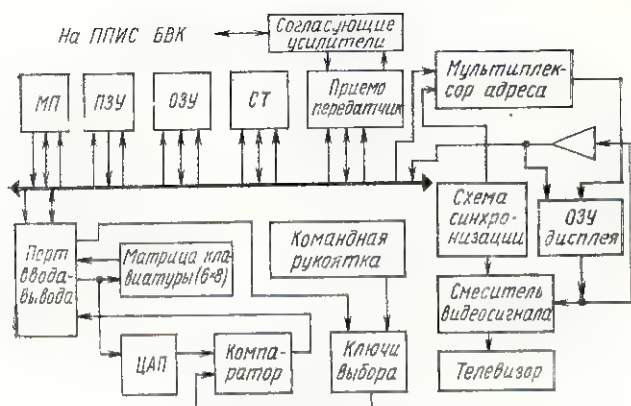 На ППИС БВК
Согласующие
усилители
МП
ПЗУ
ОЗУ
СТ
Приемо
передатчик
Мультиплек-
сор адреса
Порт
ввода-
вывода
Матрица кла-
виатуры (6×8)
Командная
рукоятка
Схема
синхро-
низации
ОЗУ
дисплея
ЦАП
Компа-
ратор
Ключи
выбора
Смеситель
видеосигнала
Телевизор